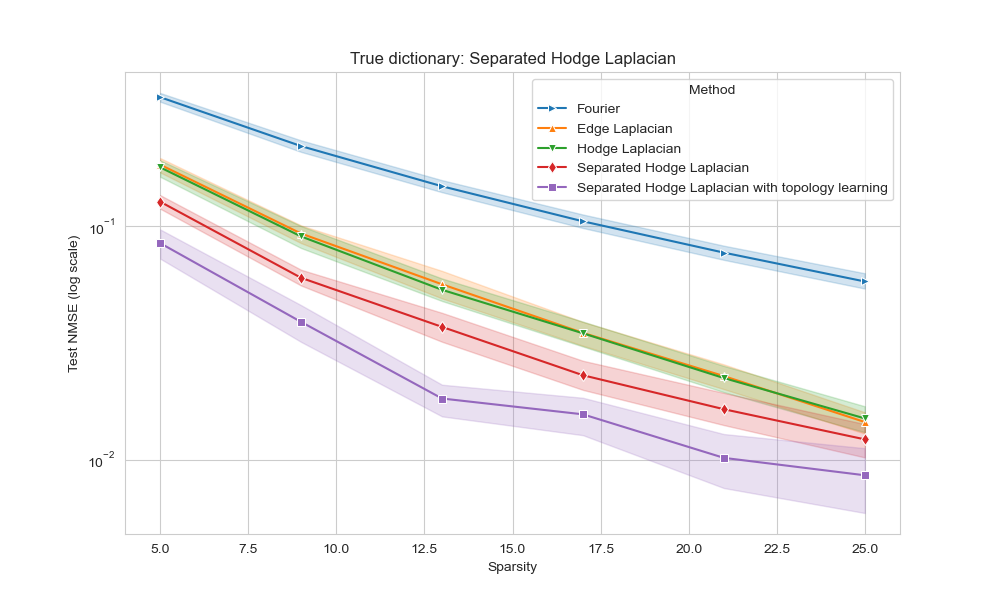 True dictionary: Separated Hodge Laplacian
Method
Fourier
Edge Laplacian
Hodge Laplacian
Separated Hodge Laplacian
Separated Hodge Laplacian with topology learning
Test NMSE (log scale)
10⁻¹
10⁻²
5.0 7.5 10.0 12.5 15.0 17.5 20.0 22.5 25.0
Sparsity